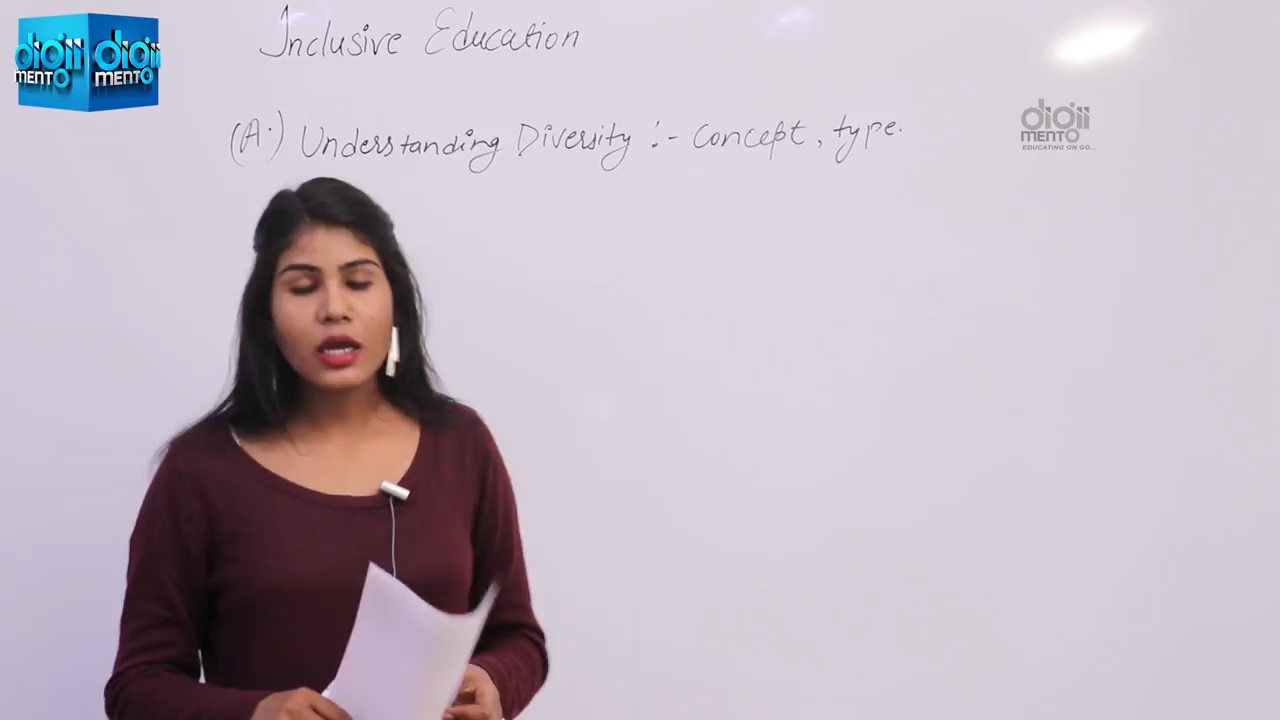 Inclusive Education
(A.) Understanding Diversity :- Concept, type.
digii digii
MENTO MENTO
digii
MENTO
EDUCATING ON GO...